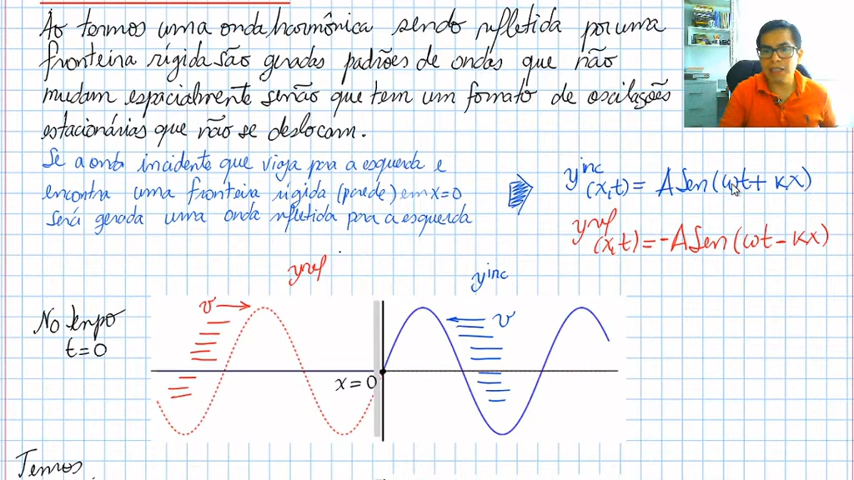 Ao termos uma onda harmônica sendo refletida por uma
fronteira rígida são geradas padrões de ondas que não
mudam espacialmente senão que tem um formato de oscilações
estacionárias que não se deslocam.
Se a onda incidente que viaja para a esquerda e
encontra uma fronteira rígida (parede) em x=0
será gerada uma onda refletida para a esquerda
y^inc (x,t) = A Sen(ωt + κx)
y^ref (x,t) = -A Sen(ωt - κx)
y^ref
y^inc
No tempo
t=0
v
v
x=0
Temos